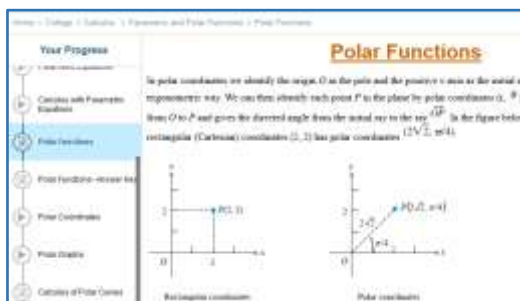 Home > College > Calculus > Parametric and Polar Functions > Polar Functions
Your Progress
Calculus with Parametric
Equations
Polar Functions
Polar Functions--Answer Key
Polar Coordinates
Polar Graphs
Calculus of Polar Curves
Polar Functions
In polar coordinates we identify the origin O as the pole and the positive x-axis as the initial
trigonometric way. We can then identify each point P in the plane by polar coordinates (r, θ
from O to P and gives the directed angle from the initial ray to the ray OP. In the figure belo
rectangular (Cartesian) coordinates (2, 2) has polar coordinates (2√2, π/4).
y
2
P(2, 2)
O
2
x
Rectangular coordinates
y
2
P(2√2, π/4)
2√2
π/4
O
x
Polar coordinates